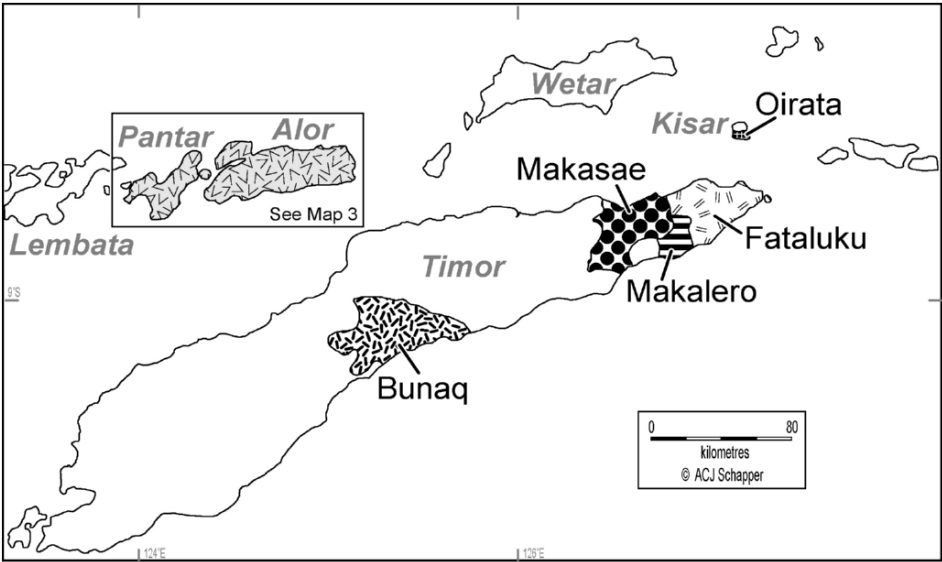 Wetar
Oirata
Pantar
Alor
Kisar
Makasae
See Map 3
Lembata
Fataluku
Timor
Makalero
9°S
Bunaq
0 80
kilometres
© ACJ Schapper
124°E
126°E